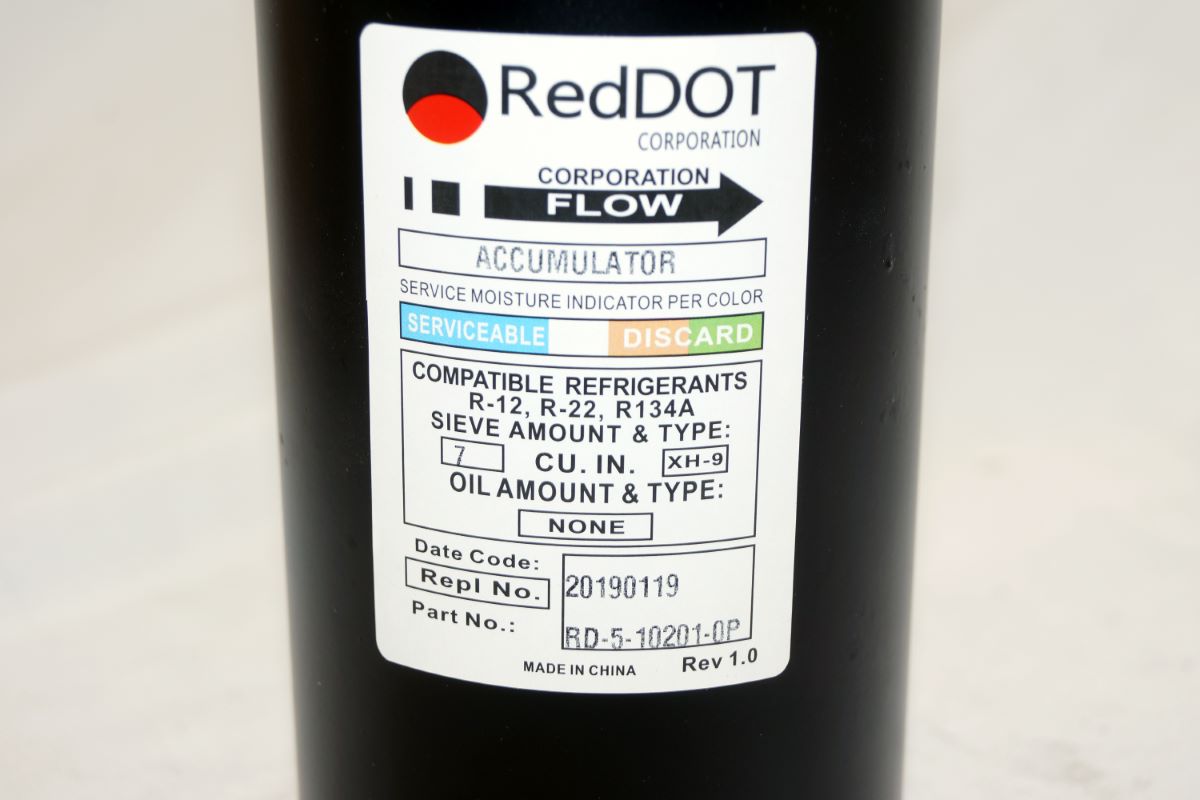 RedDOT
CORPORATION
CORPORATION
FLOW
ACCUMULATOR
SERVICE MOISTURE INDICATOR PER COLOR
SERVICEABLE DISCARD
COMPATIBLE REFRIGERANTS
R-12, R-22, R134A
SIEVE AMOUNT & TYPE:
7 CU. IN. XH-9
OIL AMOUNT & TYPE:
NONE
Date Code: 20190119
Repl No.
Part No.: RD-5-10201-0P
MADE IN CHINA Rev 1.0